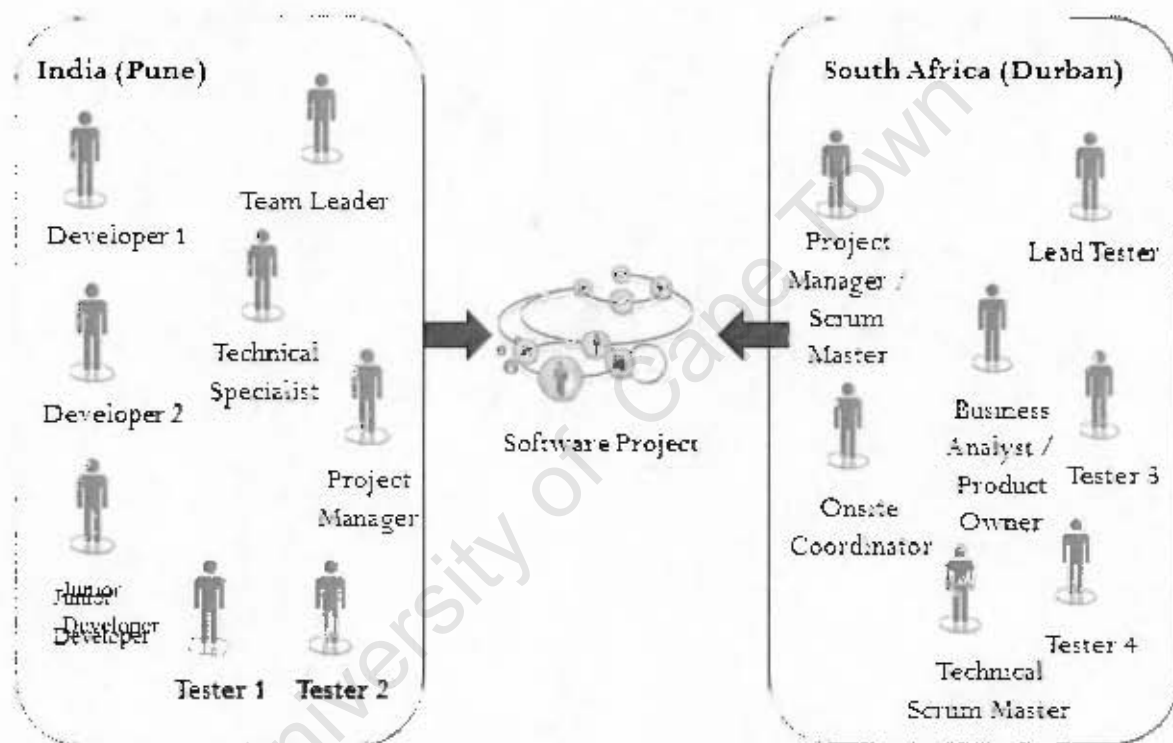 India (Pune)
Developer 1
Team Leader
Developer 2
Technical
Specialist
Project
Manager
Junior
Developer
Junior
Developer
Tester 1
Tester 2
Software Project
South Africa (Durban)
Project
Manager /
Scrum
Master
Lead Tester
Onsite
Coordinator
Business
Analyst /
Product
Owner
Tester 3
Technical
Scrum Master
Tester 4
University of Cape Town